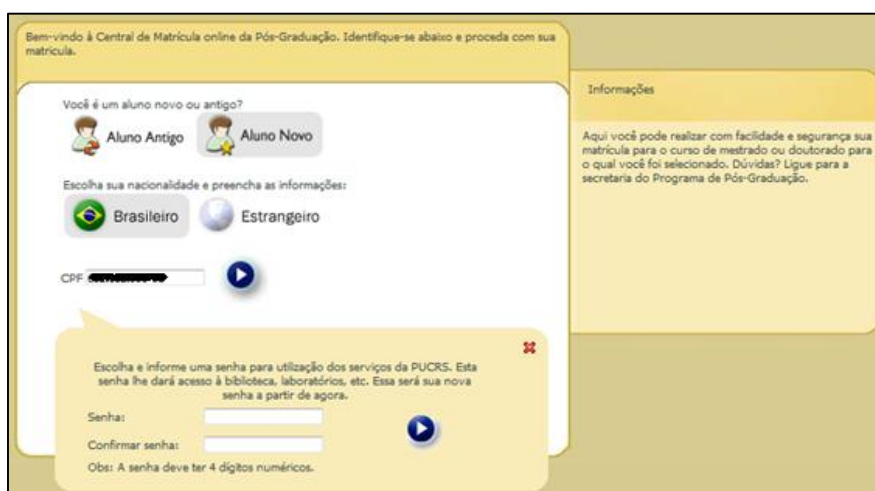 Bem-vindo à Central de Matrícula online da Pós-Graduação. Identifique-se abaixo e proceda com sua
matrícula.
Você é um aluno novo ou antigo?
Aluno Antigo
Aluno Novo
Escolha sua nacionalidade e preencha as informações:
Brasileiro
Estrangeiro
CPF
Escolha e informe uma senha para utilização dos serviços da PUCRS. Esta
senha lhe dará acesso à biblioteca, laboratórios, etc. Essa será sua nova
senha a partir de agora.
Senha:
Confirmar senha:
Obs: A senha deve ter 4 dígitos numéricos.
Informações
Aqui você pode realizar com facilidade e segurança sua
matrícula para o curso de mestrado ou doutorado para
o qual você foi selecionado. Dúvidas? Ligue para a
secretaria do Programa de Pós-Graduação.